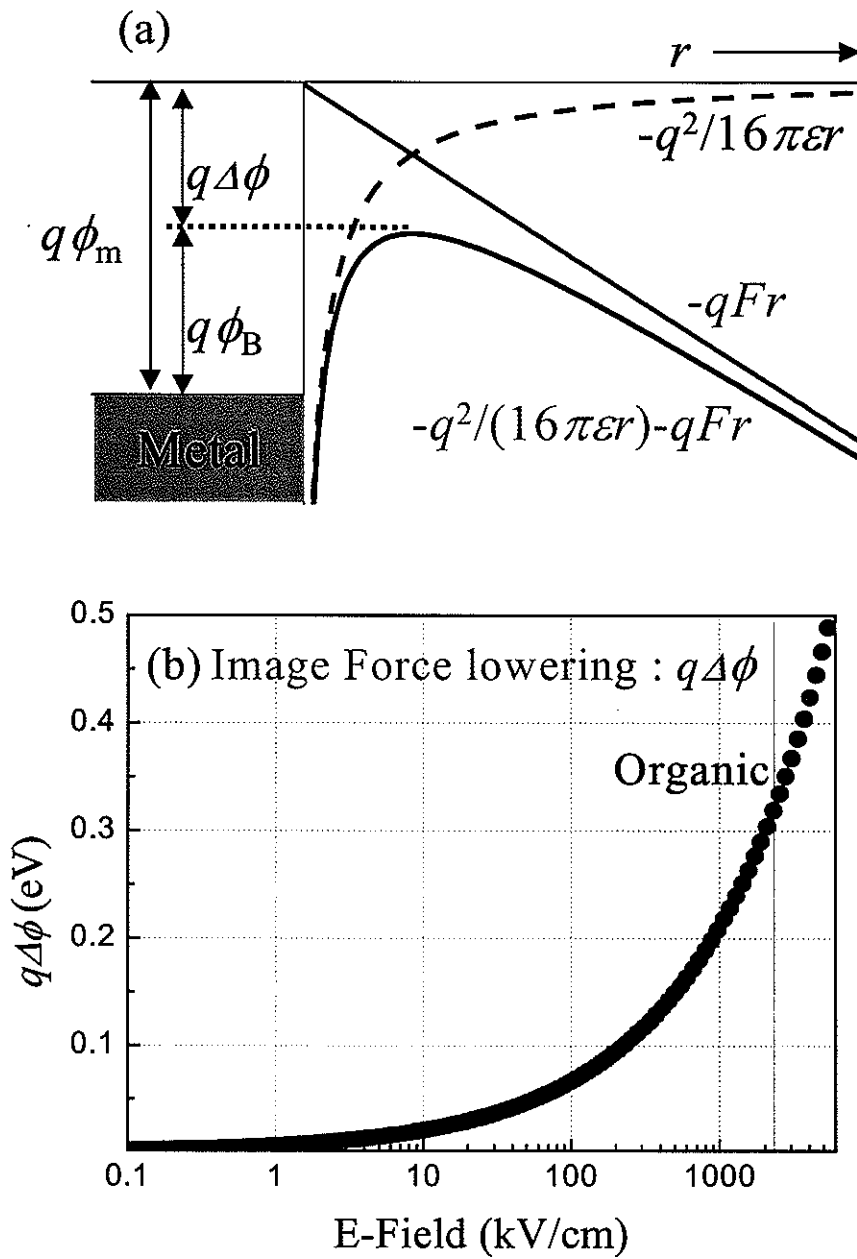 (a)
r
-q²/16πεr
qΔϕ
qϕm
-qFr
qϕB
-q²/(16πεr)-qFr
Metal
0.5
(b) Image Force lowering : qΔϕ
0.4
Organic
0.3
qΔϕ (eV)
0.2
0.1
0.1 1 10 100 1000
E-Field (kV/cm)